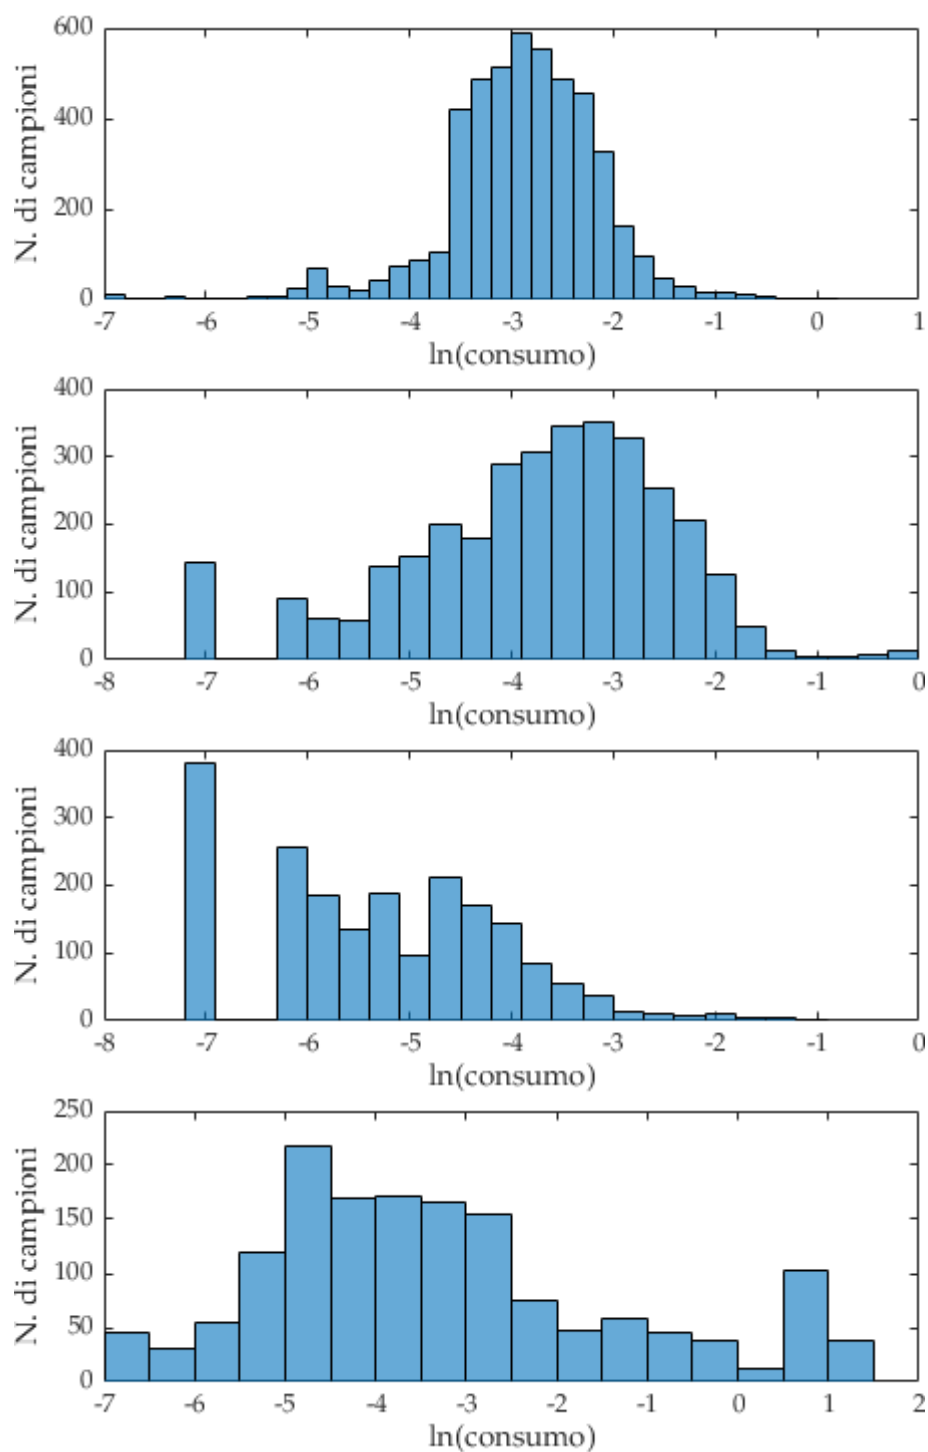 600
400
200
0
N. di campioni
-7 -6 -5 -4 -3 -2 -1 0 1
ln(consumo)
400
300
200
100
0
N. di campioni
-8 -7 -6 -5 -4 -3 -2 -1 0
ln(consumo)
400
300
200
100
0
N. di campioni
-8 -7 -6 -5 -4 -3 -2 -1 0
ln(consumo)
250
200
150
100
50
0
N. di campioni
-7 -6 -5 -4 -3 -2 -1 0 1 2
ln(consumo)